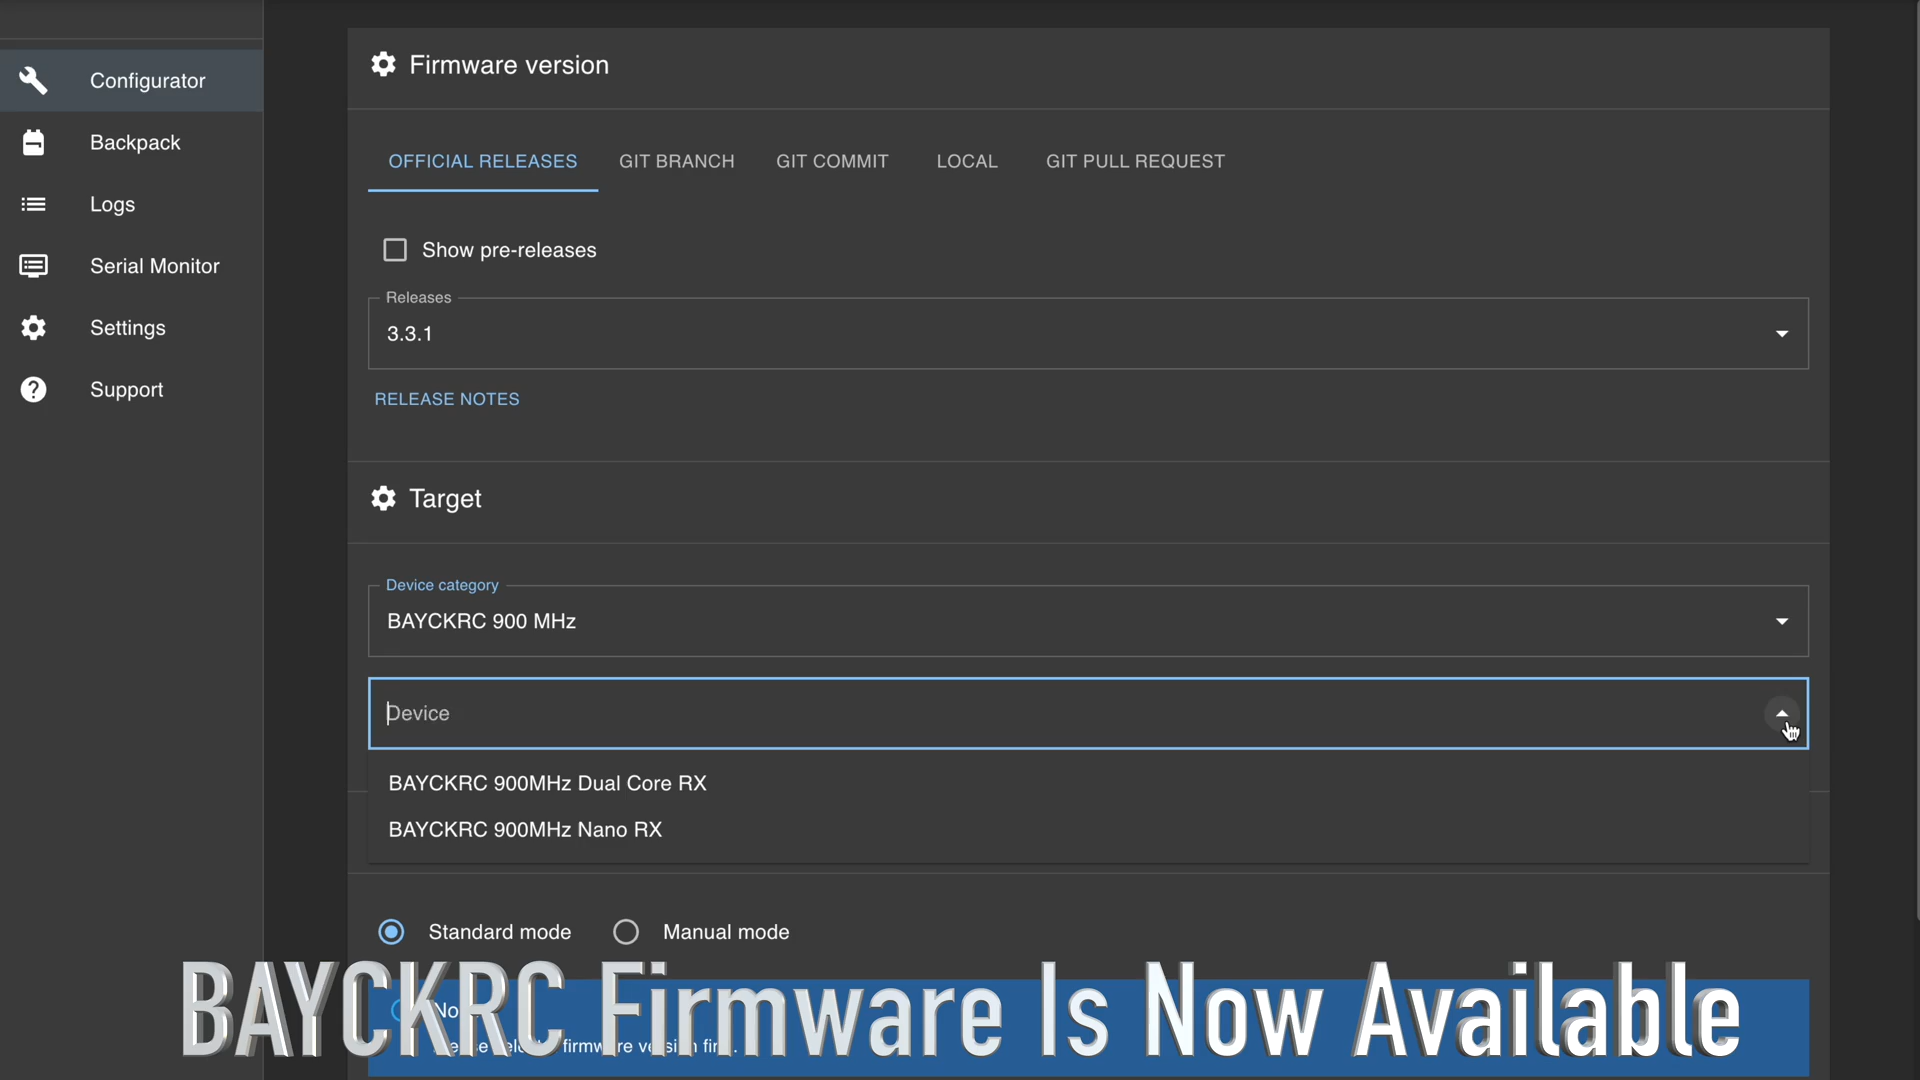 Configurator
Backpack
Logs
Serial Monitor
Settings
Support
Firmware version
OFFICIAL RELEASES
GIT BRANCH
GIT COMMIT
LOCAL
GIT PULL REQUEST
Show pre-releases
Releases
3.3.1
RELEASE NOTES
Target
Device category
BAYCKRC 900 MHz
Device
BAYCKRC 900MHz Dual Core RX
BAYCKRC 900MHz Nano RX
Standard mode
Manual mode
BAYCKRC Firmware Is Now Available
firmware version